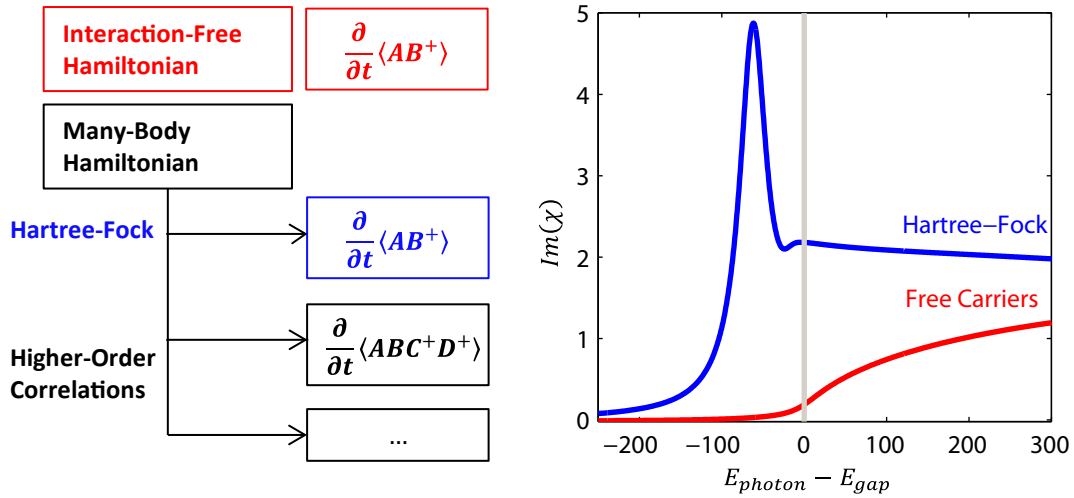 Interaction-Free
Hamiltonian
∂/∂t ⟨AB⁺⟩
Many-Body
Hamiltonian
Hartree-Fock
∂/∂t ⟨AB⁺⟩
Higher-Order
Correlations
∂/∂t ⟨ABC⁺D⁺⟩
...
Im(χ)
5
4
3
2
1
0
Hartree−Fock
Free Carriers
−200 −100 0 100 200 300
E_photon − E_gap